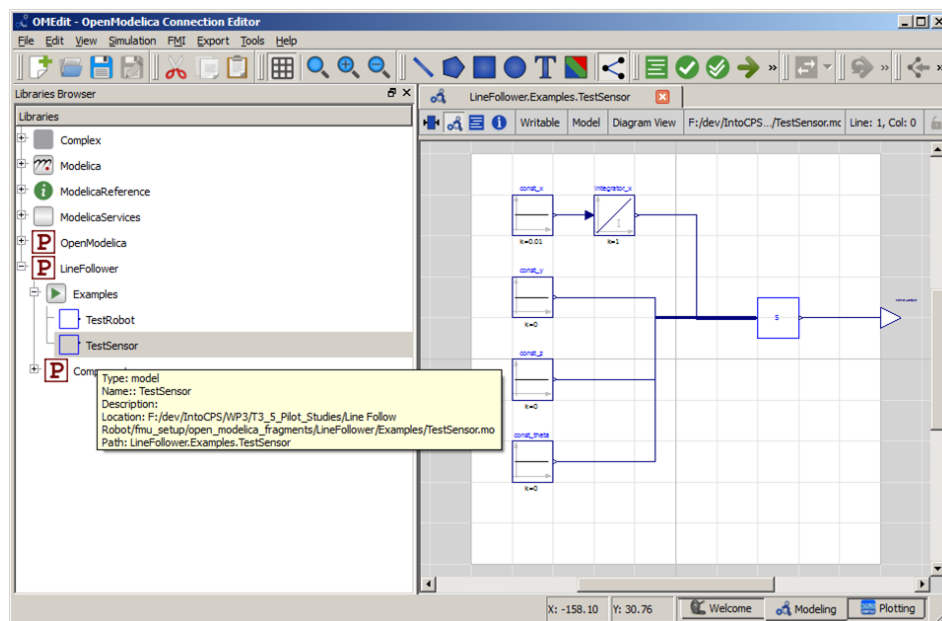 OMEdit - OpenModelica Connection Editor
File Edit View Simulation FMI Export Tools Help
T » » » »
Libraries Browser
LineFollower.Examples.TestSensor
Libraries
Writable Model Diagram View F:/dev/IntoCPS.../TestSensor.mc Line: 1, Col: 0
Complex
Modelica
ModelicaReference
ModelicaServices
P OpenModelica
P LineFollower
Examples
TestRobot
TestSensor
P Comp
Type: model
Name:: TestSensor
Description:
Location: F:/dev/IntoCPS/WP3/T3_5_Pilot_Studies/Line Follow
Robot/fmu_setup/open_modelica_fragments/LineFollower/Examples/TestSensor.mo
Path: LineFollower.Examples.TestSensor
const_x integrator_x
I
k=0.01 k=1
const_y
S
k=0
const_z
k=0
const_theta
k=0
X: -158.10 Y: 30.76 Welcome Modeling Plotting